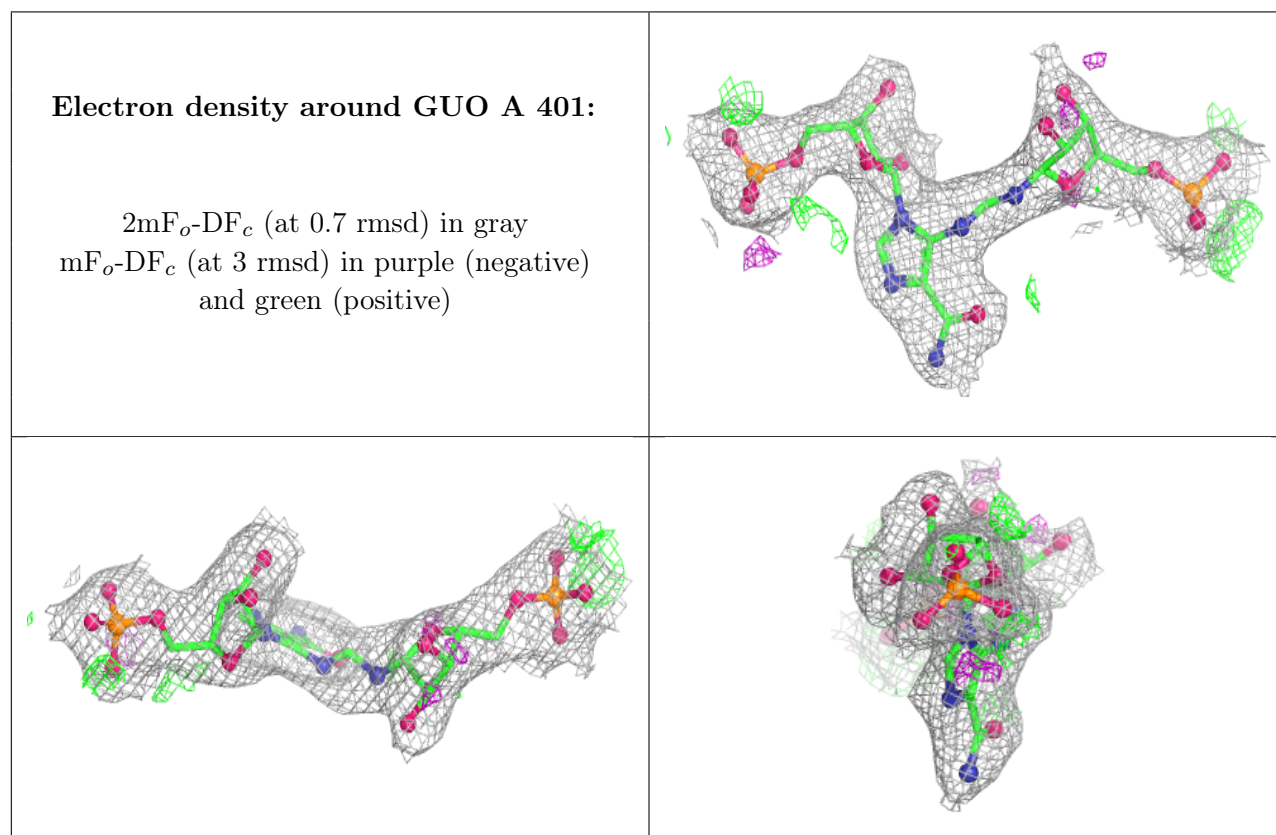 Electron density around GUO A 401:
2mFo-DFc (at 0.7 rmsd) in gray
mFo-DFc (at 3 rmsd) in purple (negative)
and green (positive)